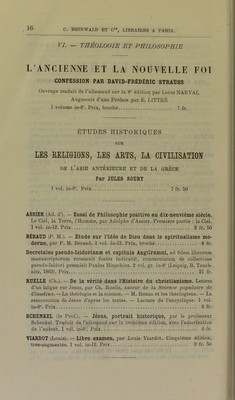 16 C. REINWALD ET Cie, LIBRAIRES A PARIS.
VI. — THÉOLOGIE ET PHILOSOPHIE
L'ANCIENNE ET LA NOUVELLE FOI
CONFESSION PAR DAVID-FRÉDÉRIC STRAUSS
Ouvrage traduit de l'allemand sur la 8e édition par Louis NARVAL
Augmenté d'une Préface par E. LITTRÉ
1 volume in-8°. Prix, broché 7 fr.
ÉTUDES HISTORIQUES
SUR
LES RELIGIONS, LES ARTS, LA CIVILISATION
DE L'ASIE ANTÉRIEURE ET DE LA GRÈCE
Par JULES SOURY
1 vol. in-8°. Prix 7 fr. 50
ASSIER (Ad. d'). — Essai de Philosophie positive au dix-neuvième siècle.
Le Ciel, la Terre, l'Homme, par Adolphe d'Assier. Première partie : le Ciel.
1 vol. in-12. Prix 2 fr. 50
BÉRAUD (P. M.). — Étude sur l'Idée de Dieu dans le spiritualisme moderne,
par P. M. Béraud. 1 vol. in-12. Prix, broché 4 fr.
Decretales pseudo-Isidorianæ et capitula Angilramni, ad fidem librorum
manuscriptorum recensuit fontes indicavit, commentationem de collectione
pseudo-Isidori præmisit Paulus Hinschius. 2 vol. gr. in-8° (Leipzig, B. Tauchnitz,
1863). Prix 21 fr.
RUELLE (Ch.). — De la vérité dans l'Histoire du christianisme. Lettres
d'un laïque sur Jésus, par Ch. Ruelle, auteur de la Science populaire de
Claudius. — La théologie et la science. — M. Renan et les théologiens. — La
résurrection de Jésus d'après les textes. — Lecture de l'encyclique. 1 vol.
in-8°. Prix 6 fr.
SCHENKEL (le Prof.). — Jésus, portrait historique, par le professeur
Schenkel. Traduit de l'allemand sur la troisième édition, avec l'autorisation
de l'auteur. 1 vol. in-8°. Prix 6 fr.
VIARDOT (Louis). — Libre examen, par Louis Viardot. Cinquième édition,
très-augmentée. 1 vol. in-12. Prix 3 fr. 50